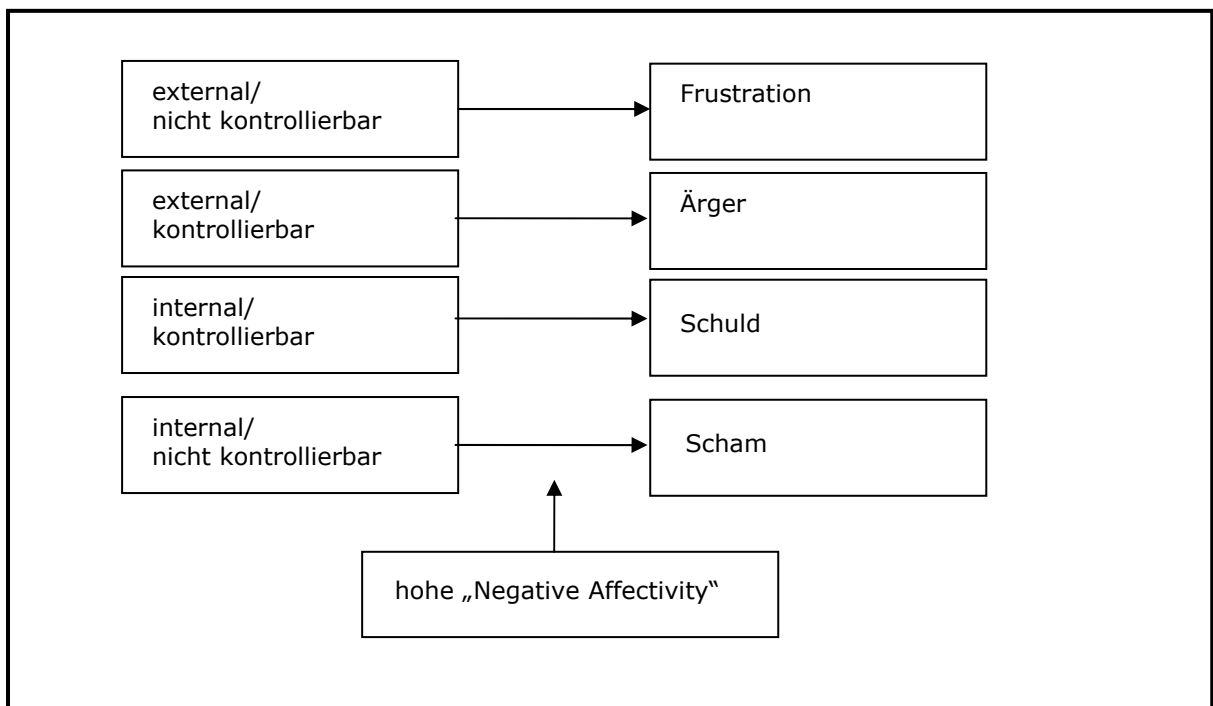 external/
nicht kontrollierbar
Frustration
external/
kontrollierbar
Ärger
internal/
kontrollierbar
Schuld
internal/
nicht kontrollierbar
Scham
hohe „Negative Affectivity“